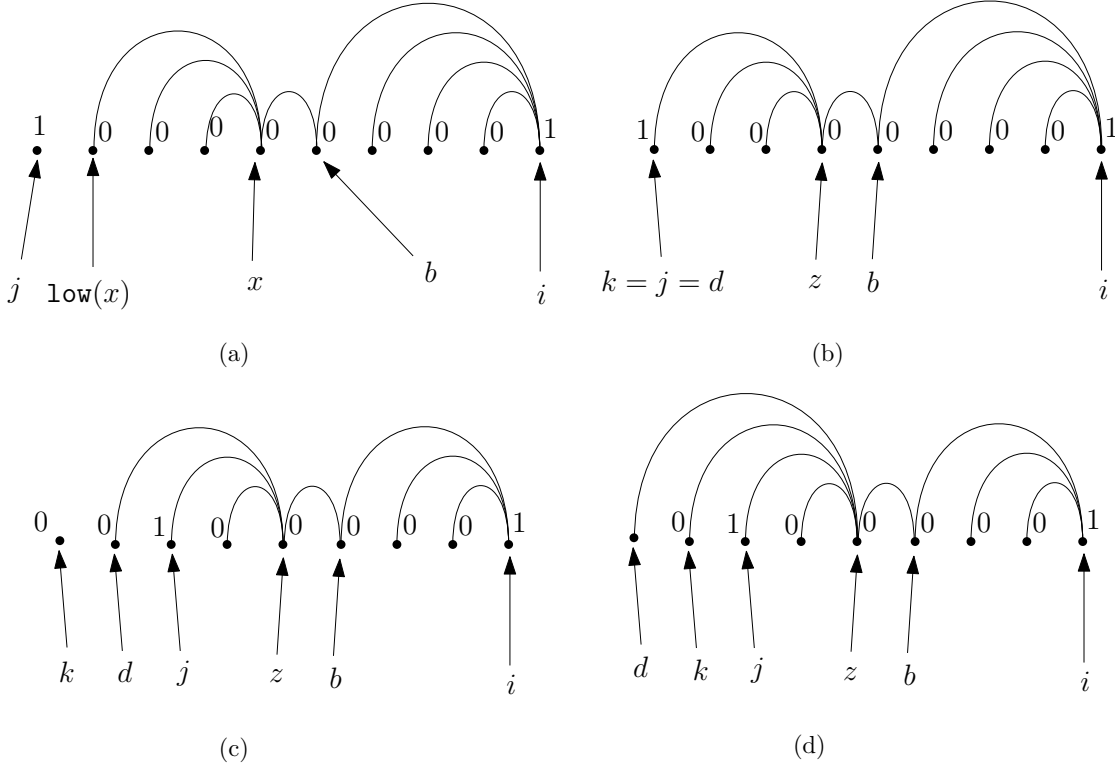 1 0 0 0 0 0 0 0 0 1
j low(x) x b i
(a)
1 0 0 0 0 0 0 0 1
k = j = d z b i
(b)
0 0 1 0 0 0 0 0 1
k d j z b i
(c)
0 1 0 0 0 0 0 1
d k j z b i
(d)